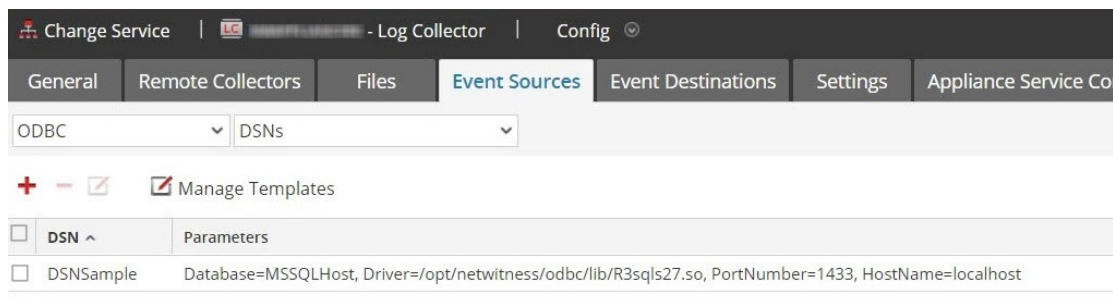 Change Service | LC - Log Collector | Config
General Remote Collectors Files Event Sources Event Destinations Settings Appliance Service Co
ODBC DSNs
+ - Manage Templates
DSN Parameters
DSNSample Database=MSSQLHost, Driver=/opt/netwitness/odbc/lib/R3sqls27.so, PortNumber=1433, HostName=localhost